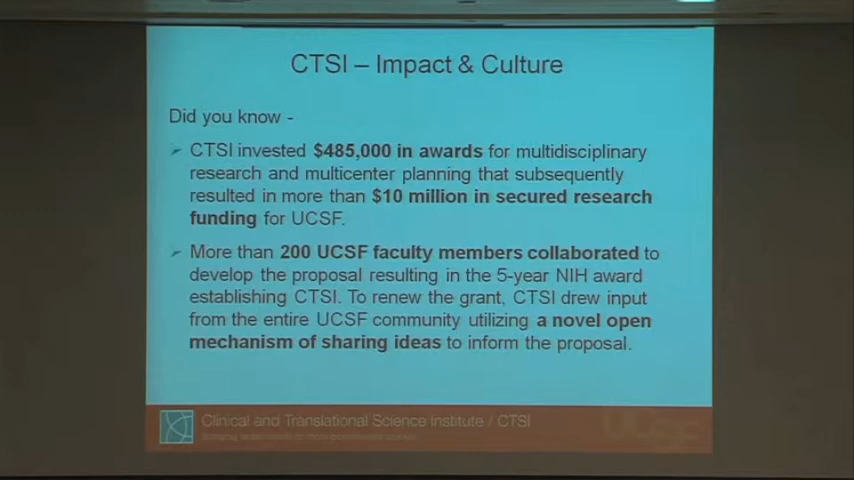 CTSI – Impact & Culture
Did you know -
CTSI invested $485,000 in awards for multidisciplinary
research and multicenter planning that subsequently
resulted in more than $10 million in secured research
funding for UCSF.
More than 200 UCSF faculty members collaborated to
develop the proposal resulting in the 5-year NIH award
establishing CTSI. To renew the grant, CTSI drew input
from the entire UCSF community utilizing a novel open
mechanism of sharing ideas to inform the proposal.
Clinical and Translational Science Institute / CTSI
UCSF